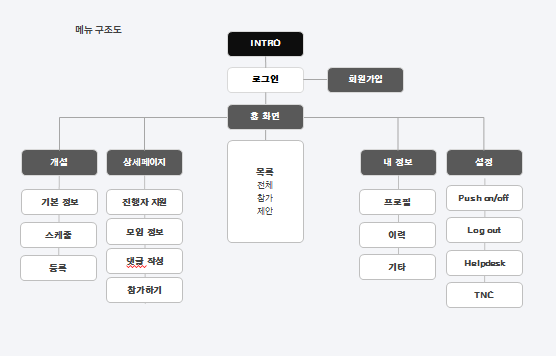 메뉴 구조도
INTRO
로그인
회원가입
홈 화면
개설
상세페이지
내 정보
설정
목록
전체
참가
제안
기본 정보
스케줄
등록
진행자 지원
모임 정보
댓글 작성
참가하기
프로필
이력
기타
Push on/off
Log out
Helpdesk
TNC